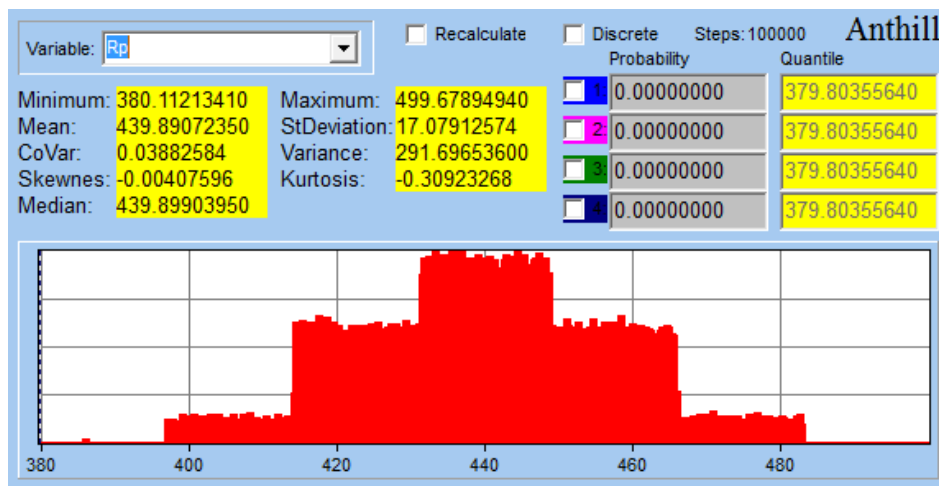 Variable: Rp
Recalculate
Discrete Steps: 100000 Anthill
Probability Quantile
Minimum: 380.11213410 Maximum: 499.67894940
Mean: 439.89072350 StDeviation: 17.07912574
CoVar: 0.03882584 Variance: 291.69653600
Skewnes: -0.00407596 Kurtosis: -0.30923268
Median: 439.89903950
1: 0.00000000 379.80355640
2: 0.00000000 379.80355640
3: 0.00000000 379.80355640
4: 0.00000000 379.80355640
380 400 420 440 460 480